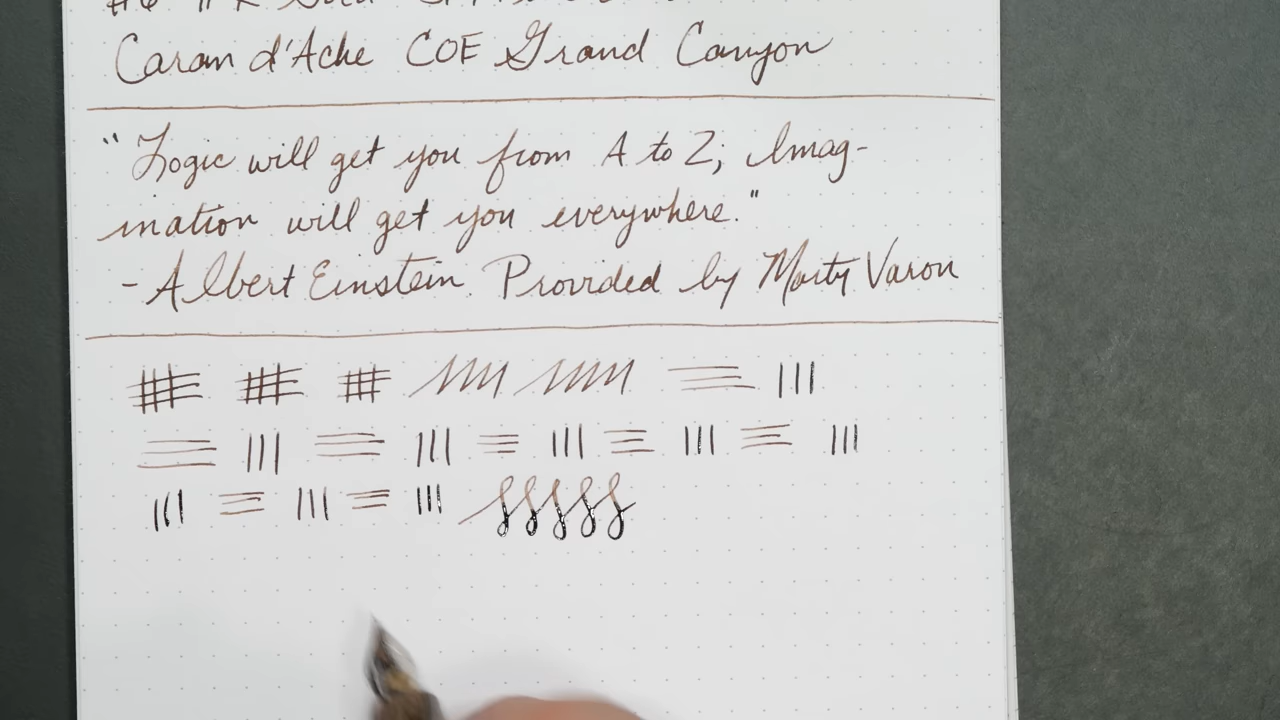 Caran d'Ache COE Grand Canyon
"Logic will get you from A to Z; Imag-
ination will get you everywhere."
- Albert Einstein. Provided by Marty Varon